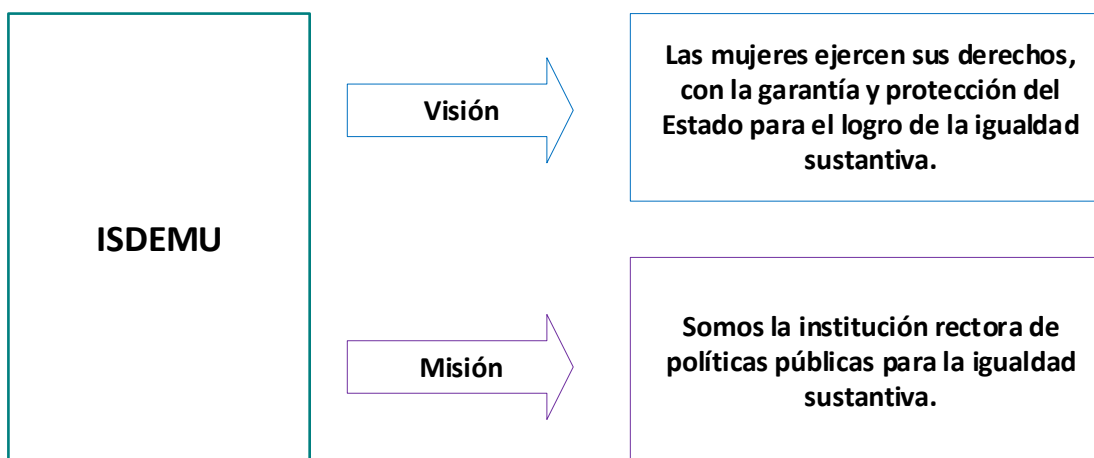 ISDEMU
Visión
Las mujeres ejercen sus derechos,
con la garantía y protección del
Estado para el logro de la igualdad
sustantiva.
Misión
Somos la institución rectora de
políticas públicas para la igualdad
sustantiva.